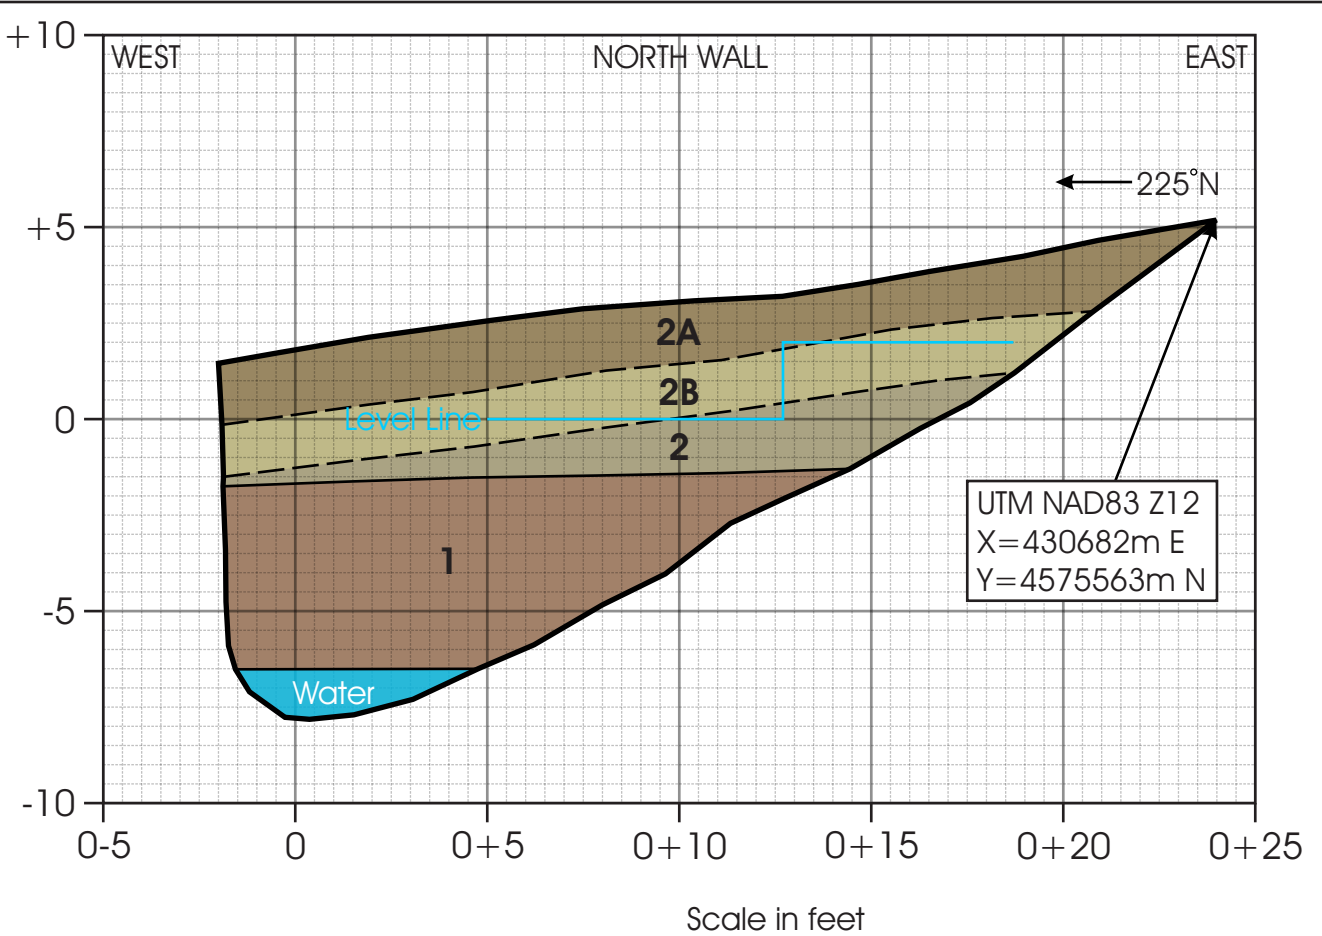 +10
WEST
NORTH WALL
EAST
225°N
+5
2A
2B
Level Line
0
2
UTM NAD83 Z12
X=430682m E
Y=4575563m N
1
-5
Water
-10
0-5
0
0+5
0+10
0+15
0+20
0+25
Scale in feet